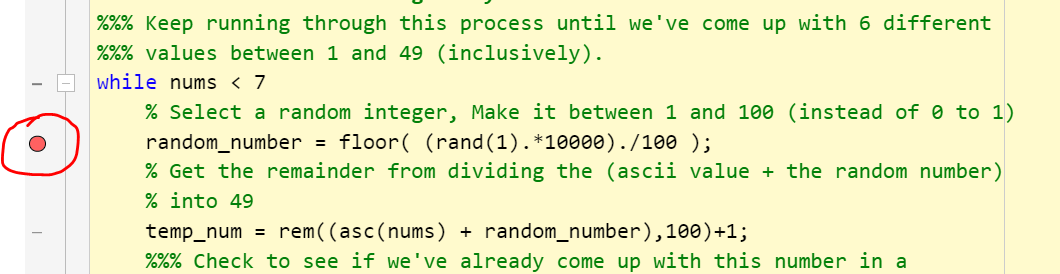 %%% Keep running through this process until we've come up with 6 different
%%% values between 1 and 49 (inclusively).
while nums < 7
% Select a random integer, Make it between 1 and 100 (instead of 0 to 1)
random_number = floor( (rand(1).*10000)./100 );
% Get the remainder from dividing the (ascii value + the random number)
% into 49
temp_num = rem((asc(nums) + random_number),100)+1;
%%% Check to see if we've already come up with this number in a